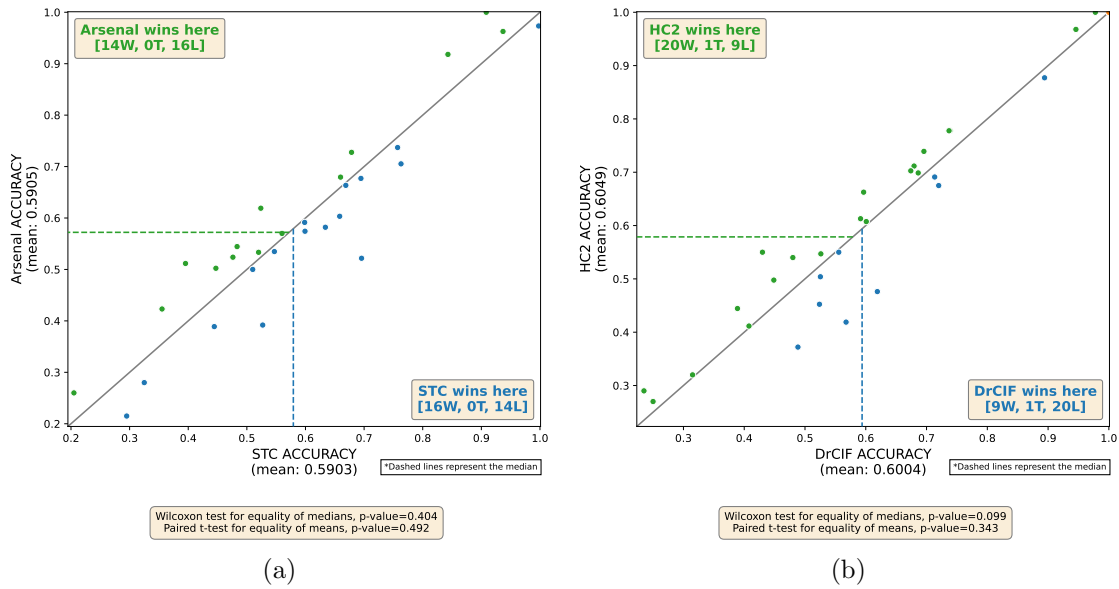 Arsenal wins here
[14W, 0T, 16L]
1.0
0.9
0.8
0.7
0.6
0.5
0.4
0.3
0.2
Arsenal ACCURACY
(mean: 0.5905)
STC wins here
[16W, 0T, 14L]
0.2 0.3 0.4 0.5 0.6 0.7 0.8 0.9 1.0
STC ACCURACY
(mean: 0.5903)
*Dashed lines represent the median
Wilcoxon test for equality of medians, p-value=0.404
Paired t-test for equality of means, p-value=0.492
(a)
HC2 wins here
[20W, 1T, 9L]
1.0
0.9
0.8
0.7
0.6
0.5
0.4
0.3
HC2 ACCURACY
(mean: 0.6049)
DrCIF wins here
[9W, 1T, 20L]
0.3 0.4 0.5 0.6 0.7 0.8 0.9 1.0
DrCIF ACCURACY
(mean: 0.6004)
*Dashed lines represent the median
Wilcoxon test for equality of medians, p-value=0.099
Paired t-test for equality of means, p-value=0.343
(b)